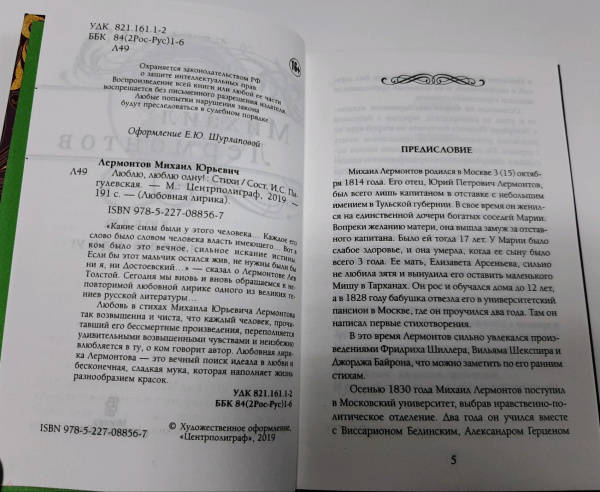 УДК 821.161.1-2
ББК 84(2Рос-Рус)1-6
Л49
Охраняется законодательством РФ
о защите интеллектуальных прав
Воспроизведение всей книги или любой ее части
воспрещается без письменного разрешения издателя.
Любые попытки нарушения закона
будут преследоваться в судебном порядке
16+
Оформление Е.Ю. Шурлаповой
Лермонтов Михаил Юрьевич
Л49 Люблю, люблю одну! : Стихи / Сост. И.С. Пи-
гулевская. — М.: Центрполиграф, 2019. —
191 с. — (Любовная лирика).
ISBN 978-5-227-08856-7
«Какие силы были у этого человека... Каждое его
слово было словом человека власть имеющего... Вот в
ком было это вечное, сильное искание истины.
Если бы этот мальчик остался жив, не нужны были бы
ни я, ни Достоевский...» — сказал о Лермонтове Лев
Толстой. Сегодня мы вновь и вновь обращаемся к не-
повторимой любовной лирике одного из великих ге-
ниев русской литературы...
Любовь в стихах Михаила Юрьевича Лермонтова
так возвышенна и чиста, что каждый человек, прочи-
тавший его бессмертные произведения, переполняется
удивительными возвышенными чувствами и неизбежно
влюбляется в ту, о ком говорит автор. Любовная лири-
ка Лермонтова — это вечный поиск идеала в любви и
бесконечная, сладкая мука, которая наполняет жизнь
разнообразием красок.
УДК 821.161.1-2
ББК 84(2Рос-Рус)1-6
© Художественное оформление,
«Центрполиграф», 2019
ISBN 978-5-227-08856-7
ПРЕДИСЛОВИЕ
Михаил Лермонтов родился в Москве 3 (15) октяб-
ря 1814 года. Его отец, Юрий Петрович Лермонтов,
был всего лишь капитаном в отставке с небольшим
имением в Тульской губернии. В свое время он женил-
ся на единственной дочери богатых соседей Марии.
Вопреки желанию матери, она вышла замуж за отстав-
ного капитана. Было ей тогда 17 лет. У Марии было
слабое здоровье, и она умерла, когда ее сыну было
всего 3 года. Ее мать, Елизавета Арсеньева, сильно
не любила зятя и вынудила его оставить маленького
Мишу в Тарханах. Он рос и обучался дома до 12 лет,
а в 1828 году бабушка отвезла его в университетский
пансион в Москве, где он проучился два года. Там он
написал первые стихотворения.
В это время Лермонтов сильно увлекался произ-
ведениями Фридриха Шиллера, Вильяма Шекспира и
Джорджа Байрона, что можно заметить по его ранним
стихам.
Осенью 1830 года Михаил Лермонтов поступил
в Московский университет, выбрав нравственно-по-
литическое отделение. Два года он учился вместе
с Виссарионом Белинским, Александром Герценом
5